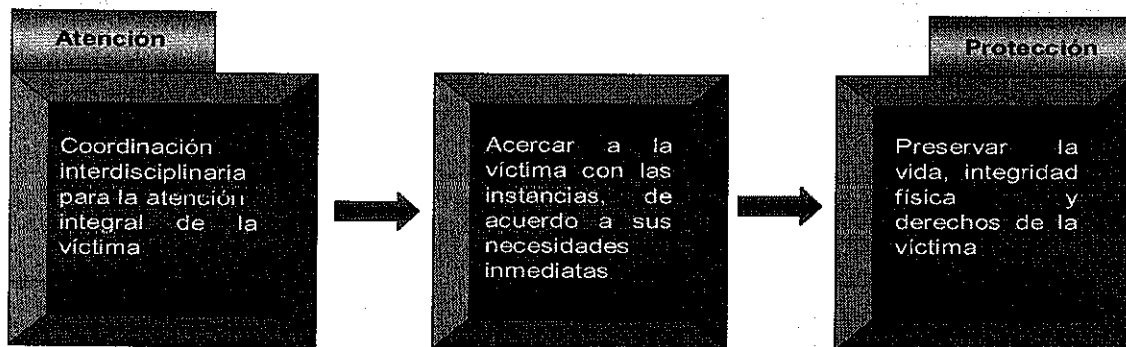 Atención
Protección
Coordinación
interdisciplinaria
para la atención
integral de la
víctima
Acercar a la
víctima con las
instancias, de
acuerdo a sus
necesidades
inmediatas
Preservar la
vida, integridad
física y
derechos de la
víctima